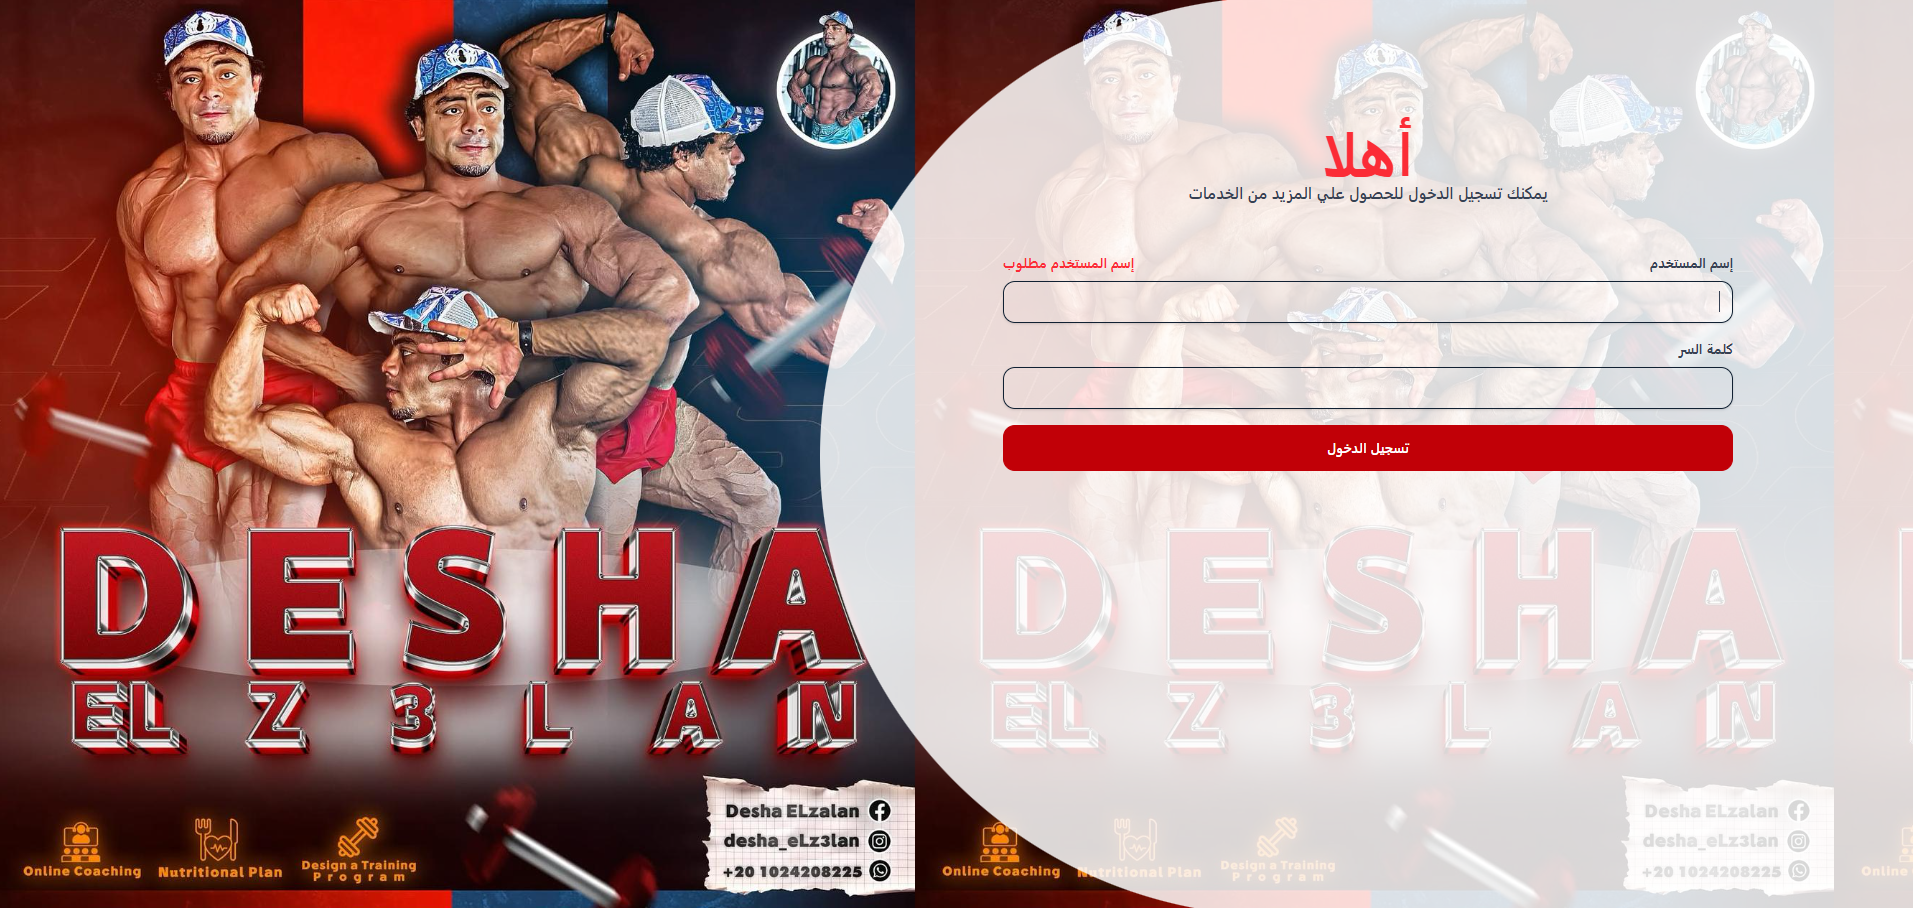 DESHA
EL Z 3 L A N
Online Coaching
Nutritional Plan
Design a Training
Program
Desha ELzalan
desha_eLz3lan
+20 1024208225
أهلا
يمكنك تسجيل الدخول للحصول علي المزيد من الخدمات
إسم المستخدم
إسم المستخدم مطلوب
كلمة السر
تسجيل الدخول
DESHA
EL Z 3 L A N
Online Coaching
Nutritional Plan
Design a Training
Program
Desha ELzalan
desha_eLz3lan
+20 1024208225
Online Co